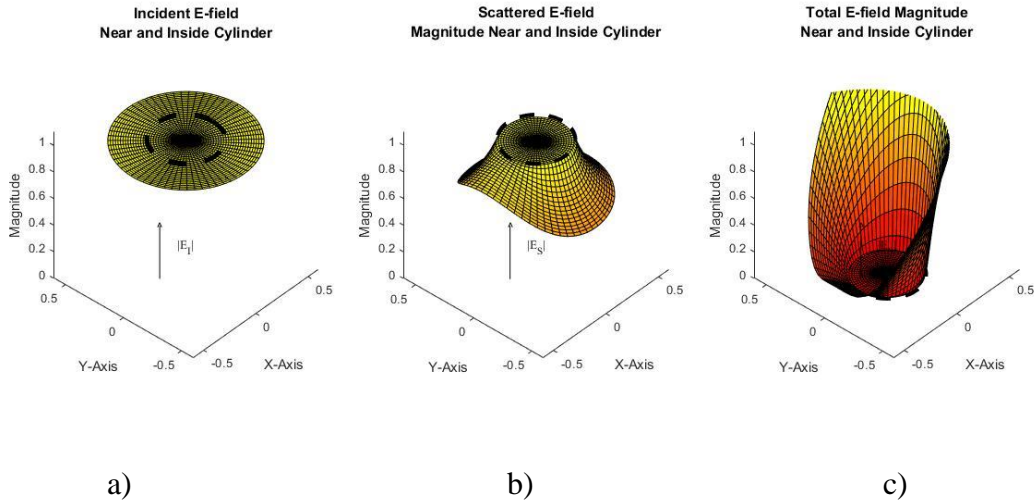 Incident E-field
Near and Inside Cylinder
1
0.8
0.6
0.4
0.2
0
Magnitude
|E_I|
0.5
0
-0.5
Y-Axis
-0.5
0
0.5
X-Axis
a)
Scattered E-field
Magnitude Near and Inside Cylinder
1
0.8
0.6
0.4
0.2
0
Magnitude
|E_S|
0.5
0
-0.5
Y-Axis
-0.5
0
0.5
X-Axis
b)
Total E-field Magnitude
Near and Inside Cylinder
1
0.8
0.6
0.4
0.2
0
Magnitude
0.5
0
-0.5
Y-Axis
-0.5
0
0.5
X-Axis
c)